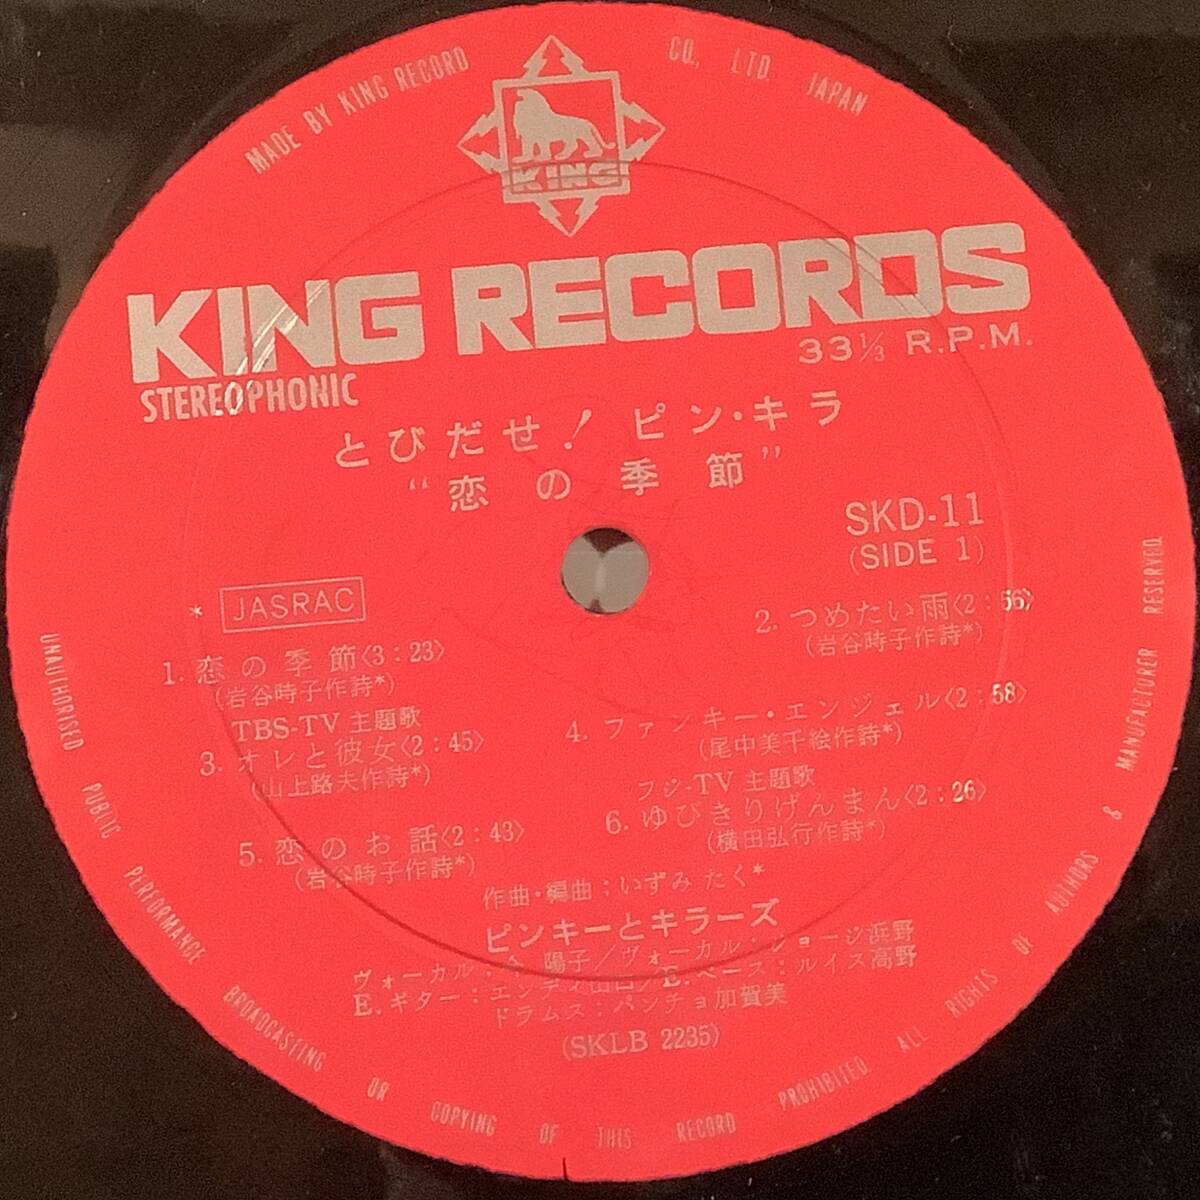 MADE BY KING RECORD CO., LTD. JAPAN
KING
KING RECORDS
STEREOPHONIC
33 1/3 R.P.M.
とびだせ! ピン・キラ
“恋の季節”
SKD-11
(SIDE 1)
* JASRAC
1. 恋の季節〈3:23〉
(岩谷時子作詩*)
2. つめたい雨〈2:56〉
(岩谷時子作詩*)
TBS-TV 主題歌
3. オレと彼女〈2:45〉
(山上路夫作詩*)
4. ファンキー・エンジェル〈2:58〉
(尾中美千絵作詩*)
5. 恋のお話〈2:43〉
(岩谷時子作詩*)
フジ-TV 主題歌
6. ゆびきりげんまん〈2:26〉
(横田弘行作詩*)
作曲・編曲:いずみたく*
ピンキーとキラーズ
ヴォーカル:今 陽子/ヴォーカル・ジョージ浜野
E.ギター:エンディ山口/E.ベース:ルイス高野
ドラムス:パンチョ加賀美
(SKLB 2235)
UNAUTHORISED PUBLIC PERFORMANCE BROADCASTING OR COPYING OF THIS RECORD PROHIBITED. ALL RIGHTS OF AUTHORS & MANUFACTURER RESERVED.